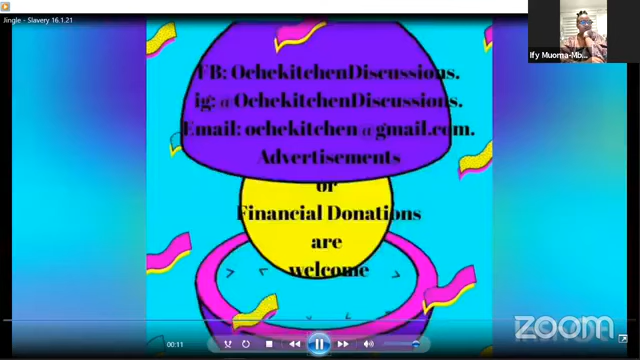 Jingle - Slavery 16.1.21
Ify Muoma-Mb...
FB: OchekitchenDiscussions.
ig: @OchekitchenDiscussions.
Email: ochekitchen@gmail.com.
Advertisements
or
Financial Donations
are
welcome
00:11
zoom